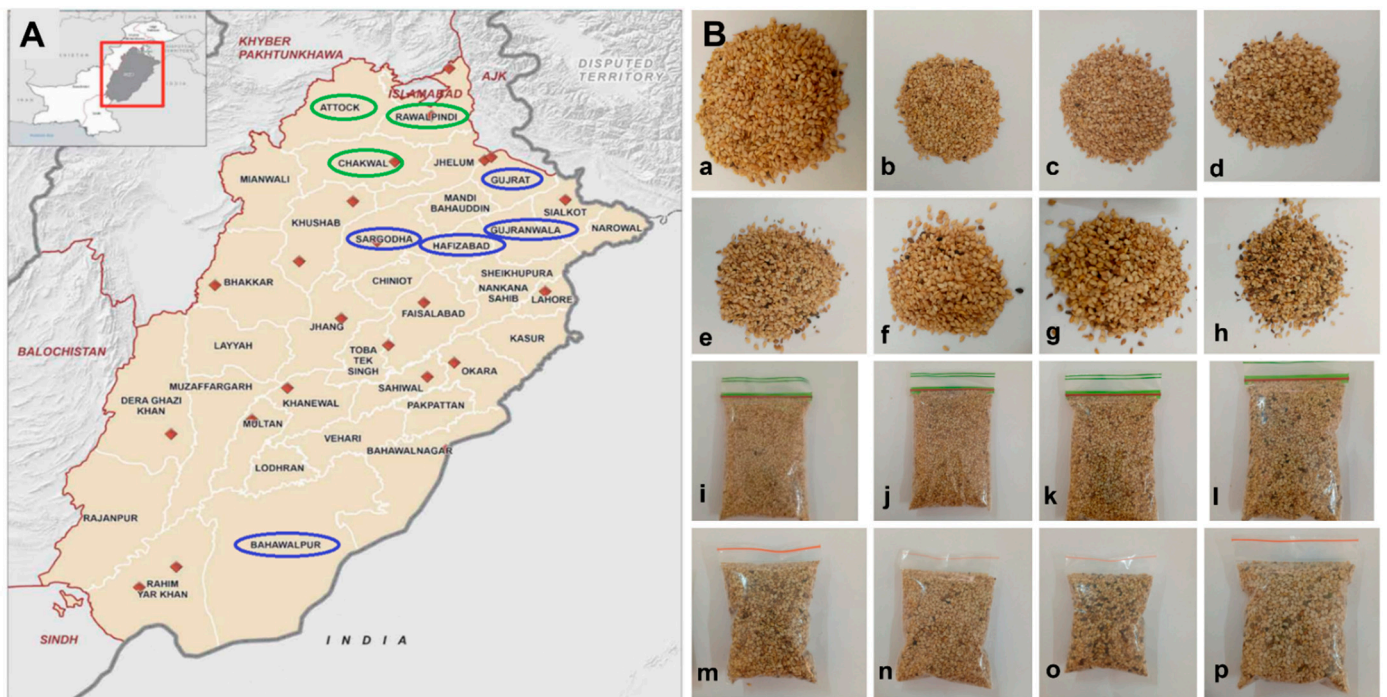 A
KHYBER
PAKHTUNKHAWA
AJK
DISPUTED
TERRITORY
ISLAMABAD
ATTOCK
RAWALPINDI
CHAKWAL
JHELUM
MIANWALI
GUJRAT
MANDI
BAHAUDDIN
KHUSHAB
SIALKOT
SARGODHA
HAFIZABAD
GUJRANWALA
NAROWAL
BHAKKAR
CHINIOT
SHEIKHUPURA
NANKANA
SAHIB
LAHORE
FAISALABAD
JHANG
KASUR
BALOCHISTAN
LAYYAH
TOBA
TEK
SINGH
OKARA
MUZAFFARGARH
SAHIWAL
DERA GHAZI
KHAN
KHANEWAL
PAKPATTAN
MULTAN
VEHARI
BAHAWALNAGAR
LODHRAN
RAJANPUR
BAHAWALPUR
RAHIM
YAR KHAN
SINDH
INDIA
B
a
b
c
d
e
f
g
h
i
j
k
l
m
n
o
p